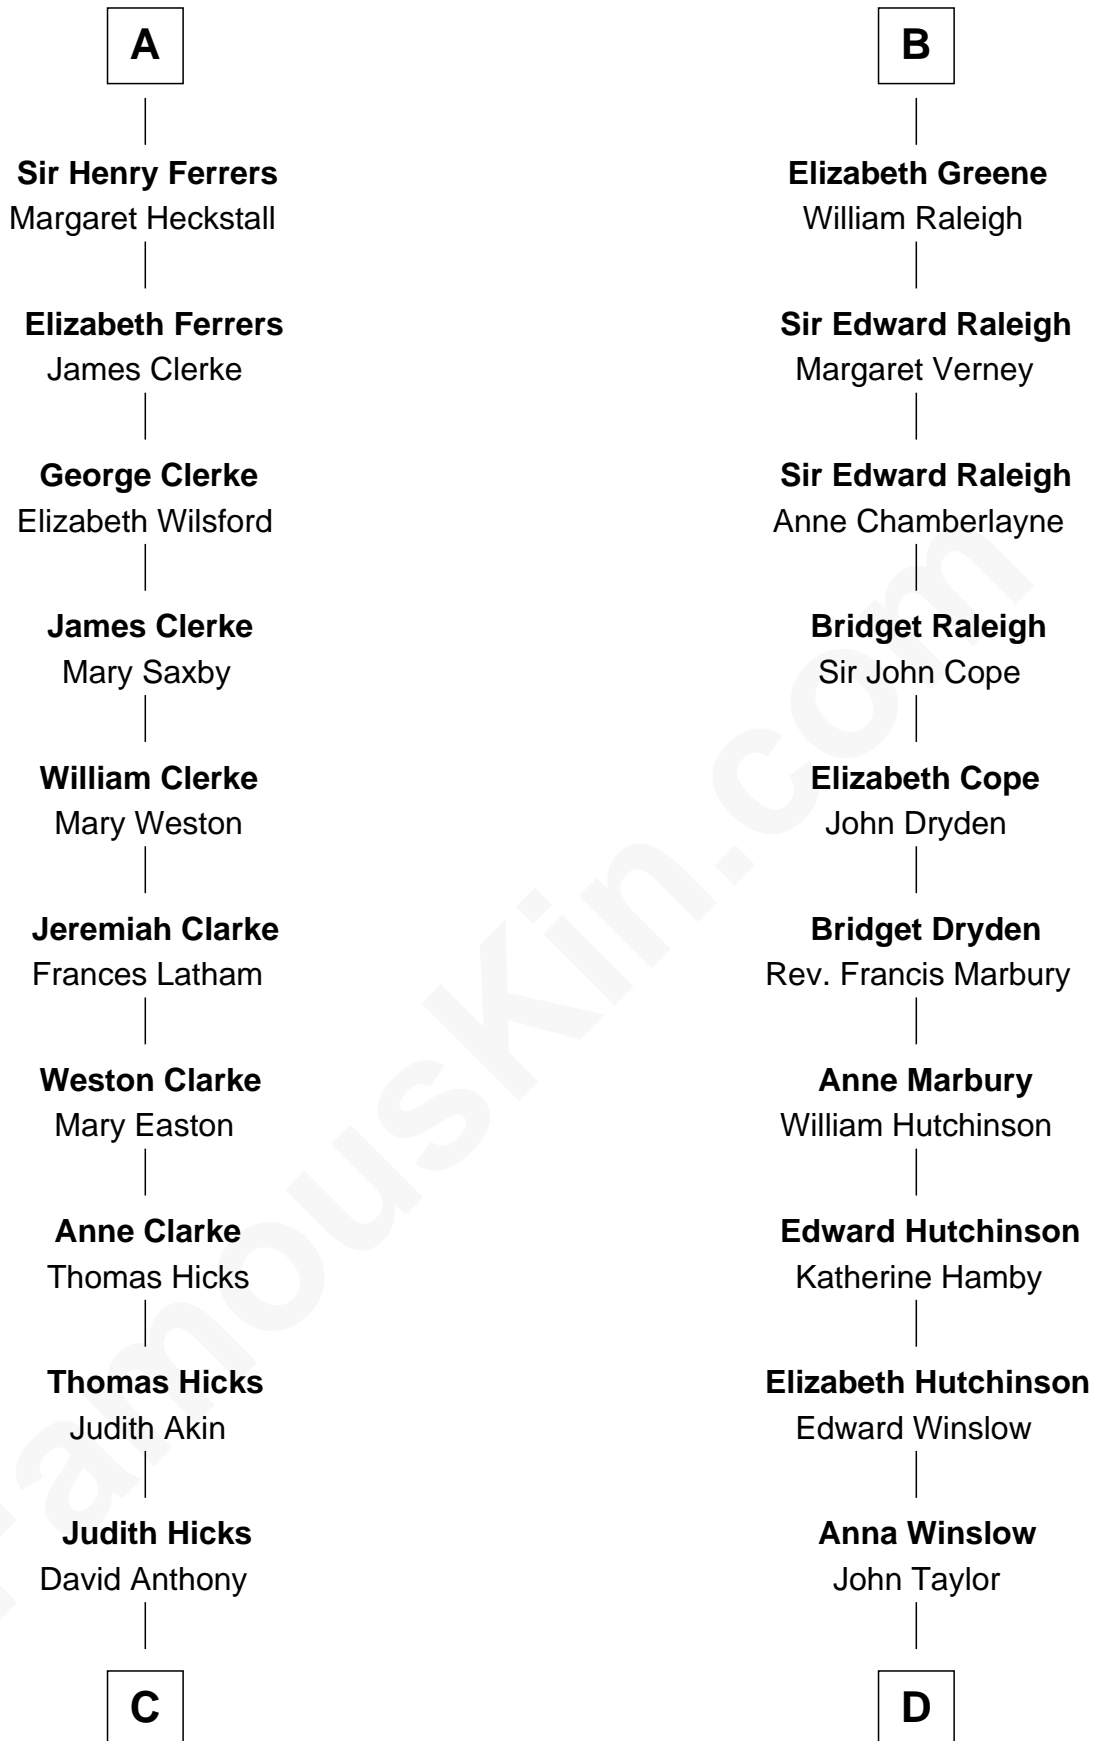 A
Sir Henry Ferrers
Margaret Heckstall
Elizabeth Ferrers
James Clerke
George Clerke
Elizabeth Wilsford
James Clerke
Mary Saxby
William Clerke
Mary Weston
Jeremiah Clarke
Frances Latham
Weston Clarke
Mary Easton
Anne Clarke
Thomas Hicks
Thomas Hicks
Judith Akin
Judith Hicks
David Anthony
C
B
Elizabeth Greene
William Raleigh
Sir Edward Raleigh
Margaret Verney
Sir Edward Raleigh
Anne Chamberlayne
Bridget Raleigh
Sir John Cope
Elizabeth Cope
John Dryden
Bridget Dryden
Rev. Francis Marbury
Anne Marbury
William Hutchinson
Edward Hutchinson
Katherine Hamby
Elizabeth Hutchinson
Edward Winslow
Anna Winslow
John Taylor
D
FamousKin.com